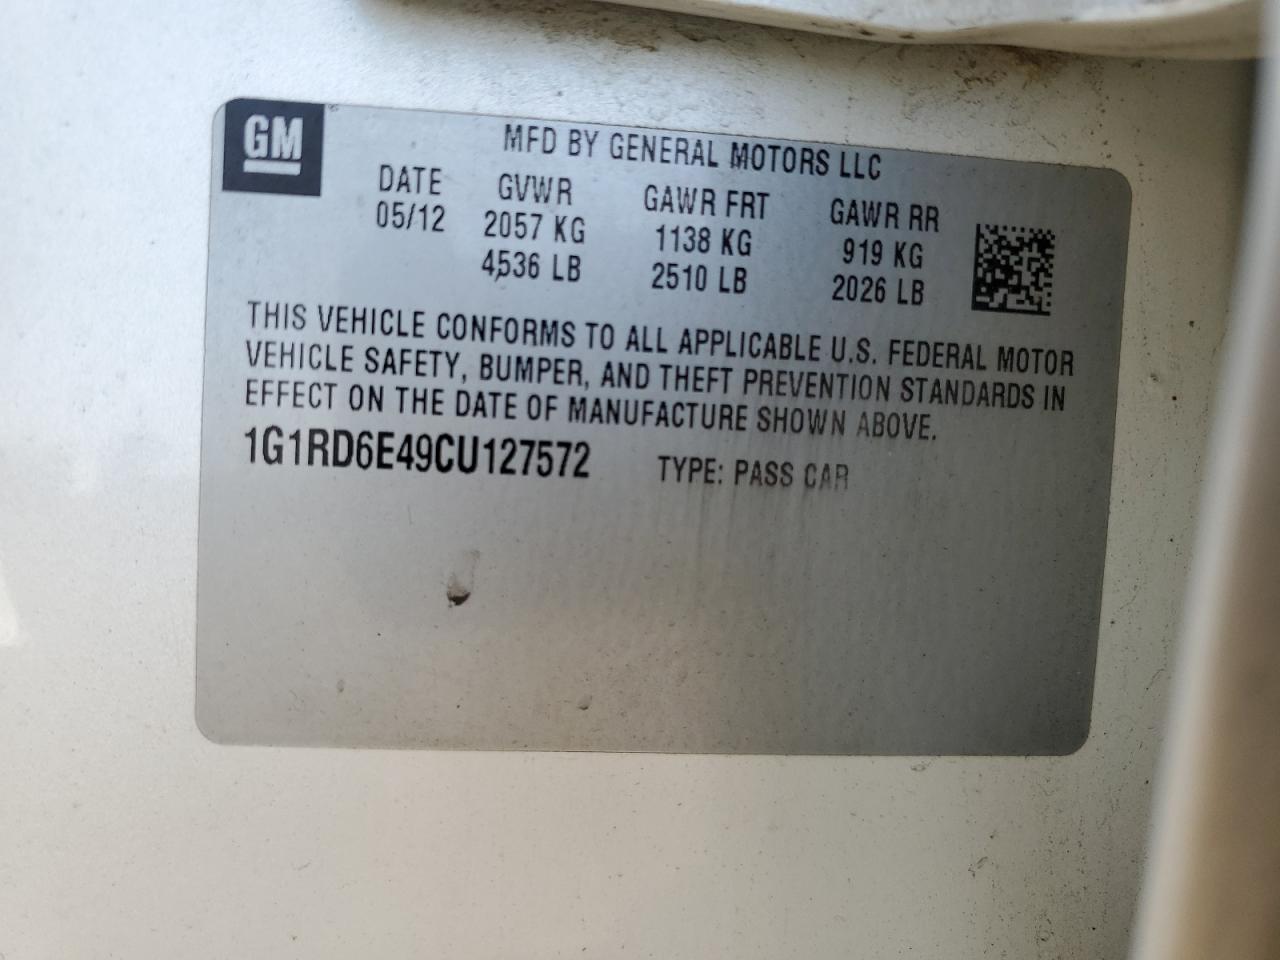 GM
MFD BY GENERAL MOTORS LLC
DATE GVWR GAWR FRT GAWR RR
05/12 2057 KG 1138 KG 919 KG
4536 LB 2510 LB 2026 LB
THIS VEHICLE CONFORMS TO ALL APPLICABLE U.S. FEDERAL MOTOR
VEHICLE SAFETY, BUMPER, AND THEFT PREVENTION STANDARDS IN
EFFECT ON THE DATE OF MANUFACTURE SHOWN ABOVE.
1G1RD6E49CU127572 TYPE: PASS CAR